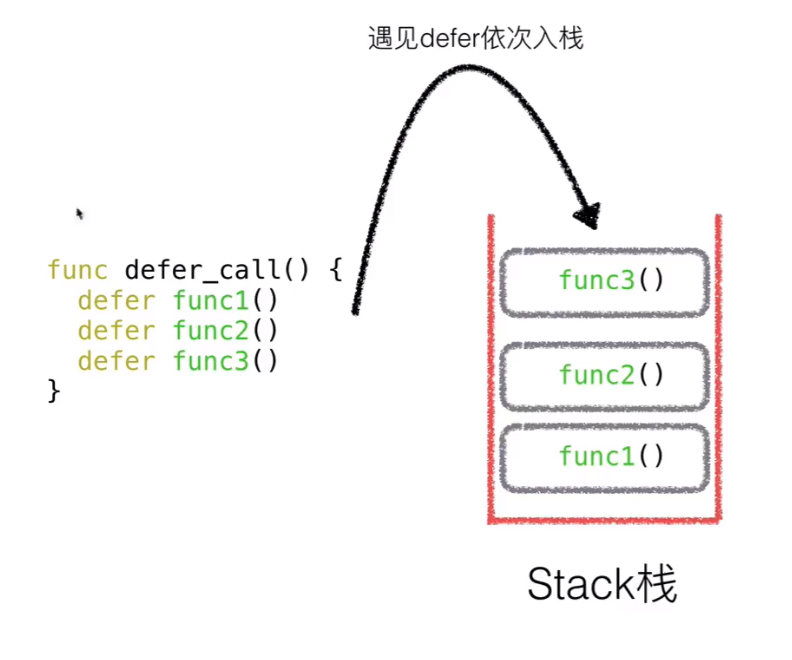 遇见defer依次入栈
func defer_call() {
defer func1()
defer func2()
defer func3()
}
func3()
func2()
func1()
Stack栈